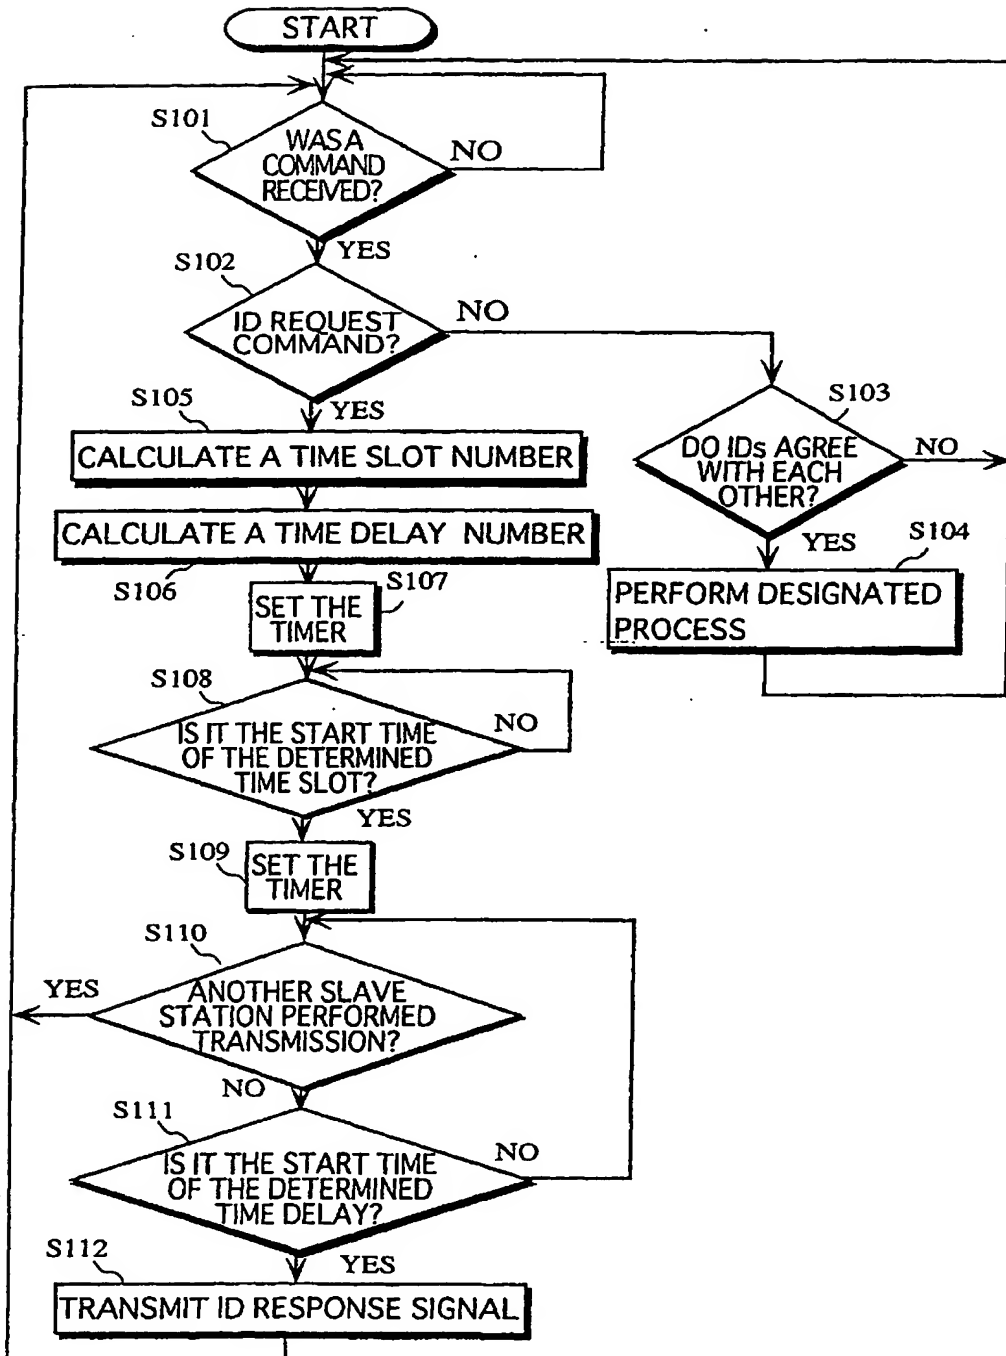 START
S101
WAS A
COMMAND
RECEIVED?
NO
YES
S102
ID REQUEST
COMMAND?
NO
YES
S103
DO IDs AGREE
WITH EACH
OTHER?
NO
YES
S104
PERFORM DESIGNATED
PROCESS
S105
CALCULATE A TIME SLOT NUMBER
CALCULATE A TIME DELAY NUMBER
S106
S107
SET THE
TIMER
S108
IS IT THE START TIME
OF THE DETERMINED
TIME SLOT?
NO
YES
S109
SET THE
TIMER
S110
ANOTHER SLAVE
STATION PERFORMED
TRANSMISSION?
YES
NO
S111
IS IT THE START TIME
OF THE DETERMINED
TIME DELAY?
NO
YES
S112
TRANSMIT ID RESPONSE SIGNAL